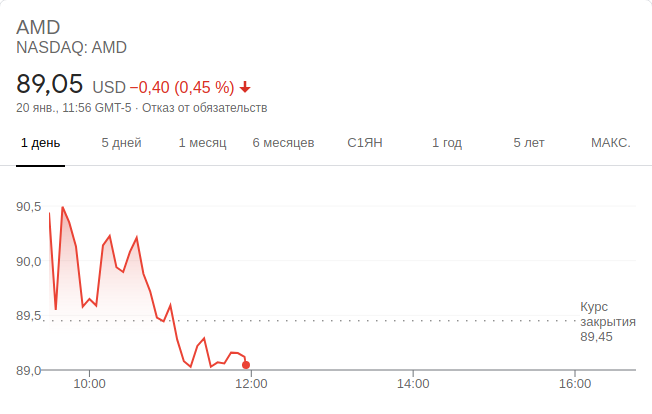 AMD
NASDAQ: AMD
89,05 USD −0,40 (0,45 %)
20 янв., 11:56 GMT-5 · Отказ от обязательств
1 день 5 дней 1 месяц 6 месяцев С1ЯН 1 год 5 лет МАКС.
90,5
90,0
89,5
89,0
Курс
закрытия
89,45
10:00 12:00 14:00 16:00